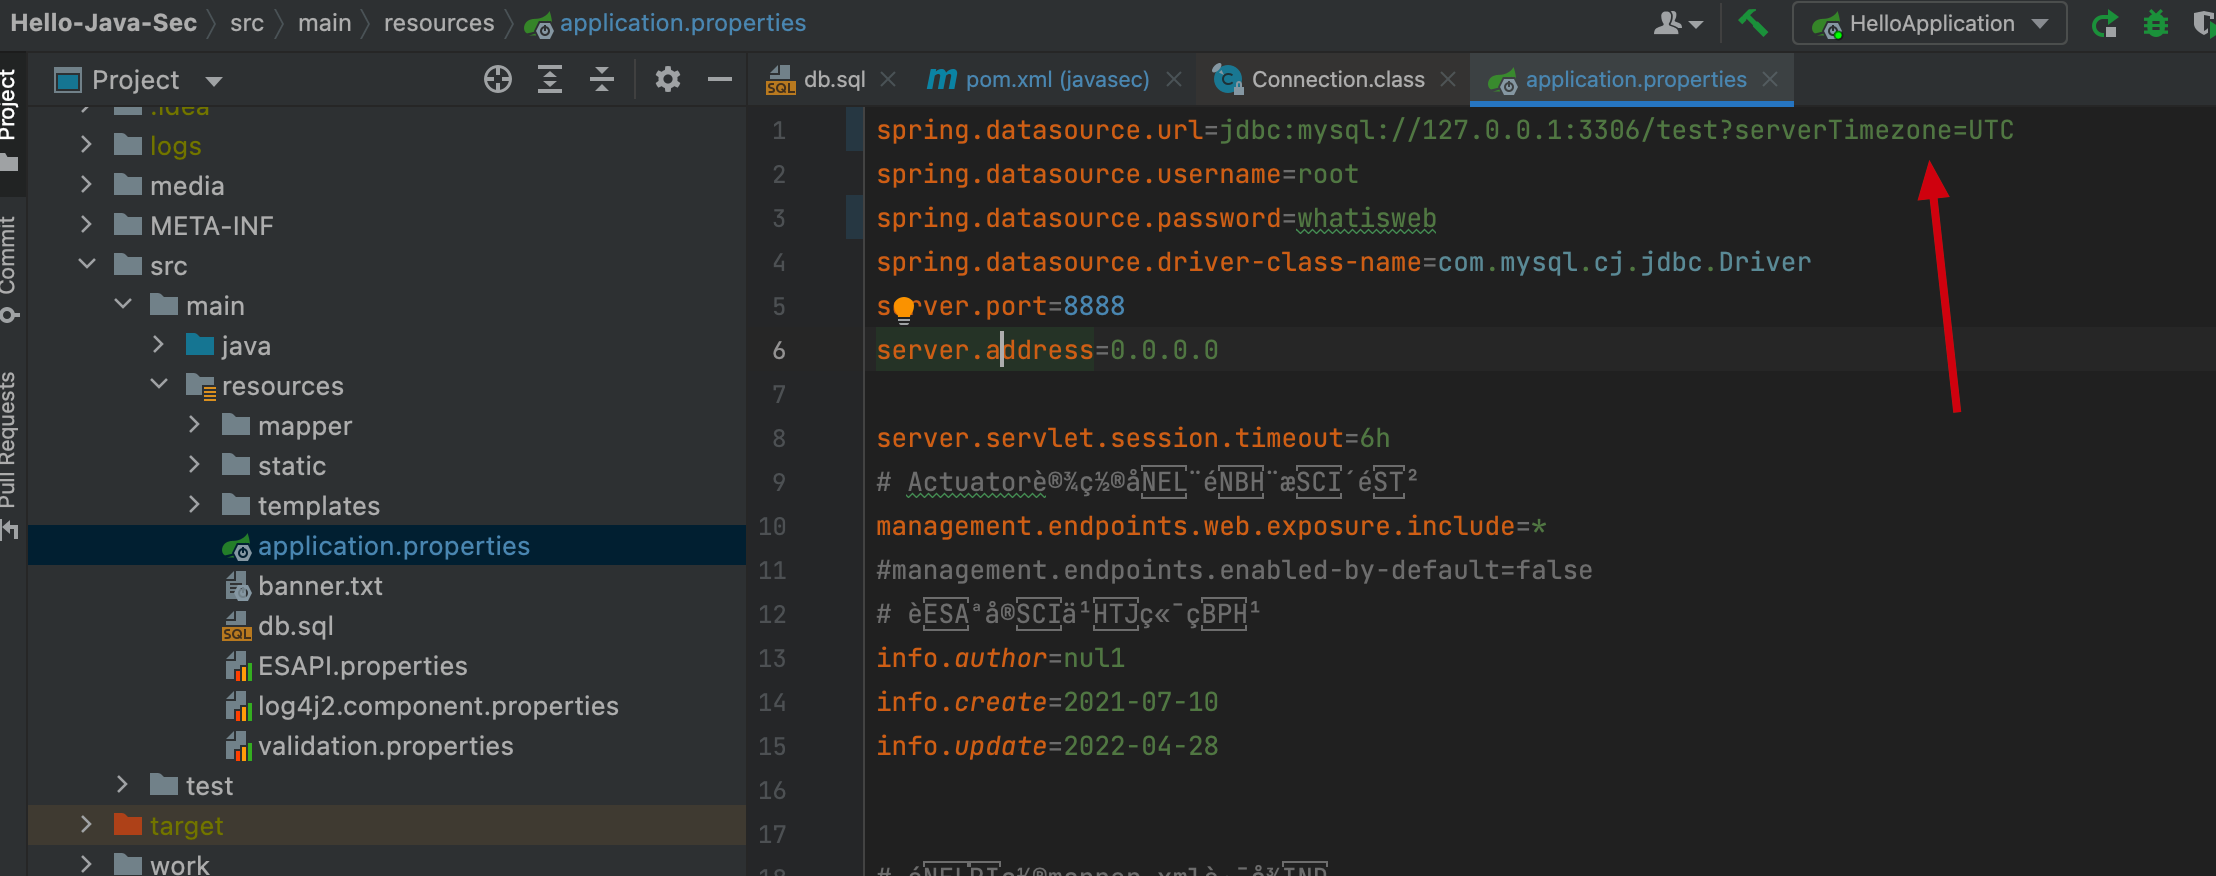 Hello-Java-Sec src main resources application.properties
HelloApplication
Project
Commit
Pull Requests
Project
.idea
logs
media
META-INF
src
main
java
resources
mapper
static
templates
application.properties
banner.txt
db.sql
ESAPI.properties
log4j2.component.properties
validation.properties
test
target
work
db.sql pom.xml (javasec) Connection.class application.properties
1 spring.datasource.url=jdbc:mysql://127.0.0.1:3306/test?serverTimezone=UTC
2 spring.datasource.username=root
3 spring.datasource.password=whatisweb
4 spring.datasource.driver-class-name=com.mysql.cj.jdbc.Driver
5 server.port=8888
6 server.address=0.0.0.0
7
8 server.servlet.session.timeout=6h
9 # Actuatorè®¾ç½®åNEL¨éNBH¨æSCI´éST²
10 management.endpoints.web.exposure.include=*
11 #management.endpoints.enabled-by-default=false
12 # èESAªå®SCIä¹HTJç«¯çBPH¹
13 info.author=nul1
14 info.create=2021-07-10
15 info.update=2022-04-28
16
17
18